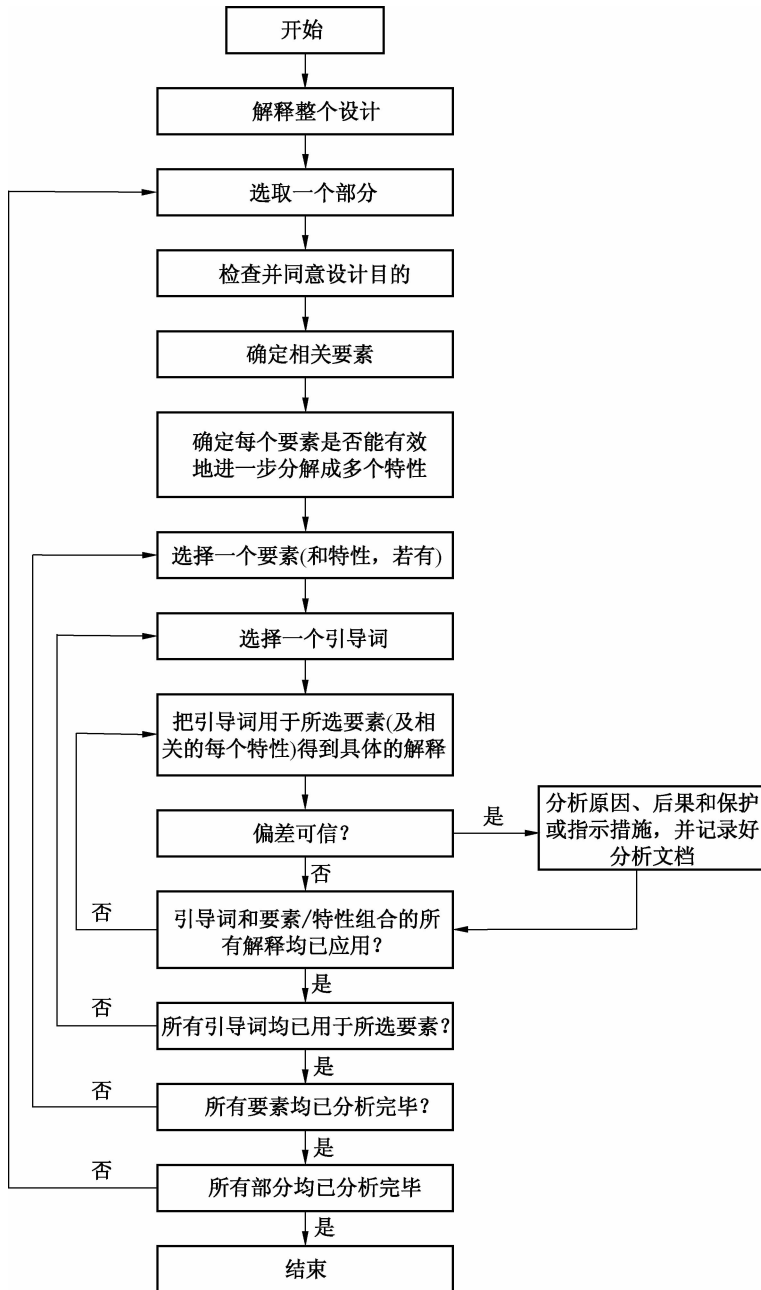 开始
解释整个设计
选取一个部分
检查并同意设计目的
确定相关要素
确定每个要素是否能有效
地进一步分解成多个特性
选择一个要素(和特性，若有)
选择一个引导词
把引导词用于所选要素(及相
关的每个特性)得到具体的解释
偏差可信？
是
分析原因、后果和保护
或指示措施，并记录好
分析文档
否
否
引导词和要素/特性组合的所
有解释均已应用？
是
否
所有引导词均已用于所选要素？
是
否
所有要素均已分析完毕？
是
否
所有部分均已分析完毕
是
结束